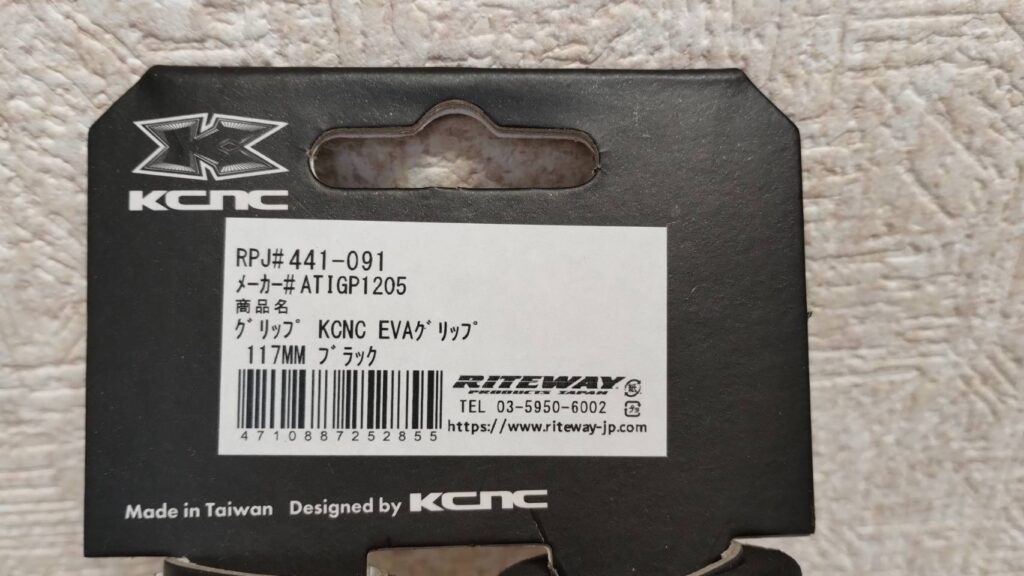 KCNC
RPJ#441-091
メーカー#ATIGP1205
商品名
グリップ KCNC EVAグリップ
117MM ブラック
4710887252855
RITEWAY
PRODUCTS JAPAN
TEL 03-5950-6002
https://www.riteway-jp.com
Made in Taiwan Designed by KCNC